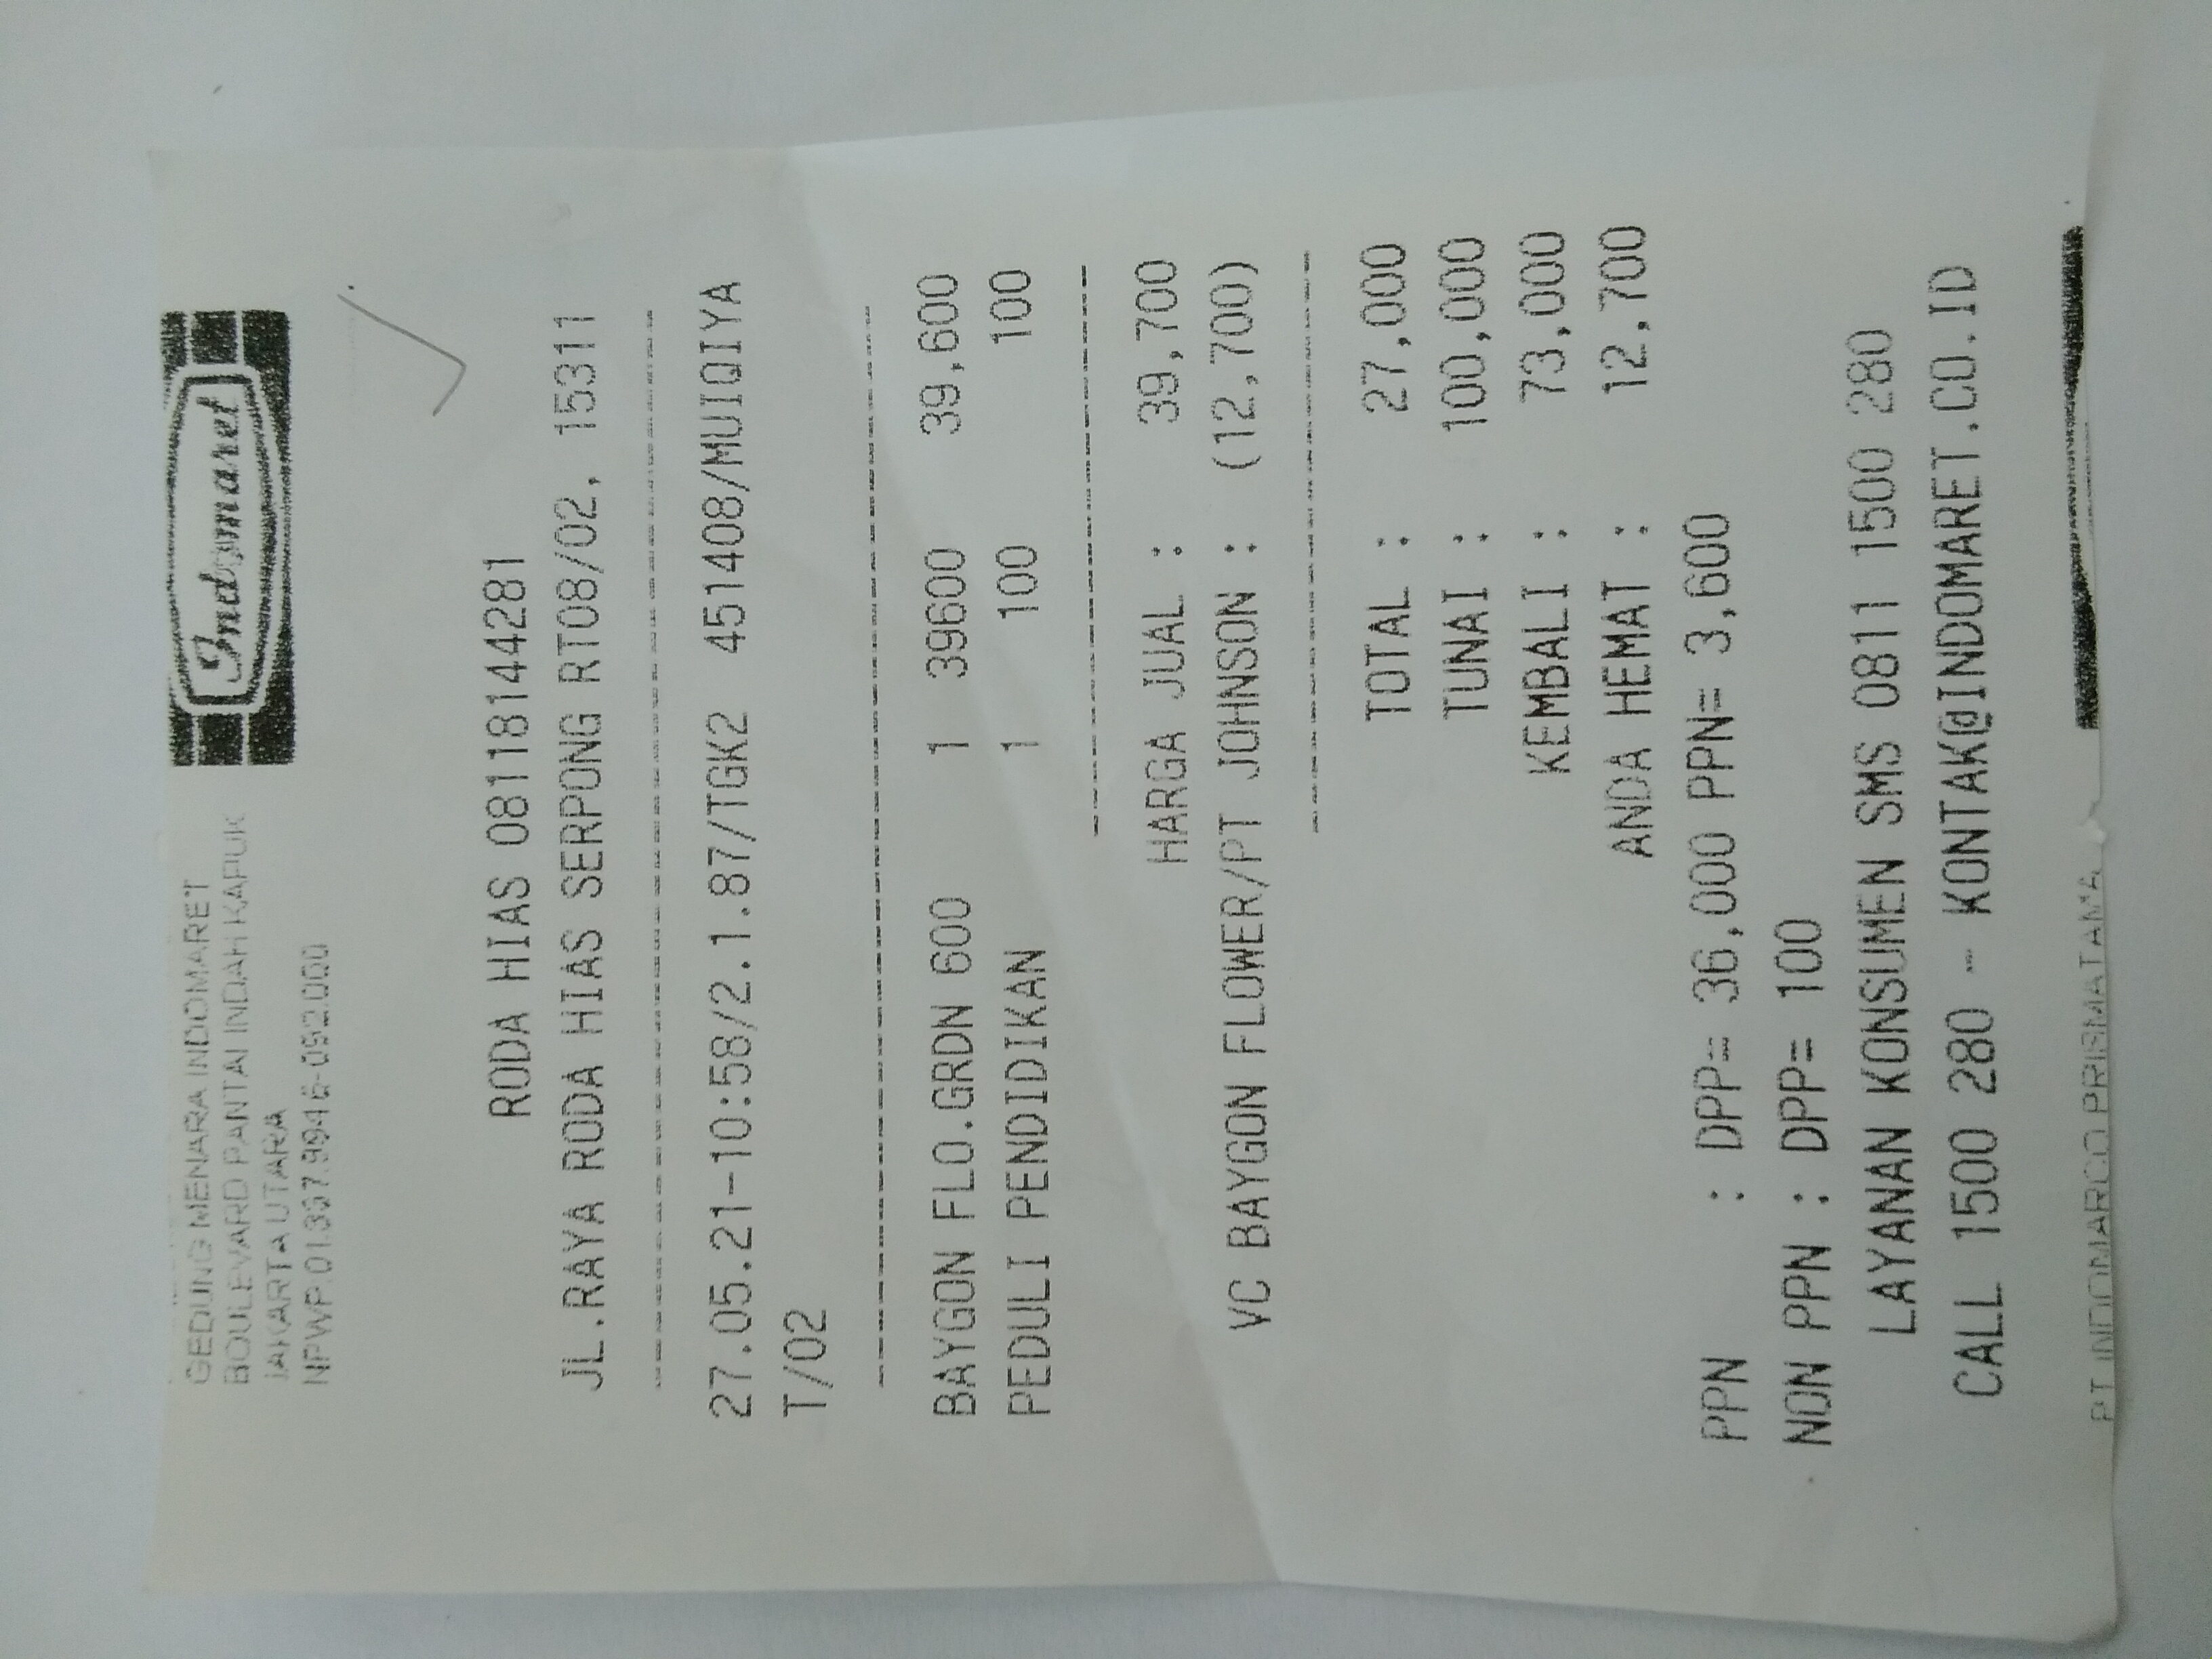 GEDUNG MENARA INDOMARET
BOULEVARD PANTAI INDAH KAPUK
JAKARTA UTARA
NPWP.01.337.9946-092.000
Indomaret
RODA HIAS 08118144281
JL.RAYA RODA HIAS SERPONG RT08/02, 15311
27.05.21-10:58/2.1.87/TGK2 451408/MUIQIYA
T/02
BAYGON FLO.GRDN 600 1 39600 39,600
PEDULI PENDIDIKAN 1 100 100
HARGA JUAL : 39,700
VC BAYGON FLOWER/PT JOHNSON : (12,700)
TOTAL : 27,000
TUNAI : 100,000
KEMBALI : 73,000
ANDA HEMAT : 12,700
PPN : DPP= 36,000 PPN= 3,600
NON PPN : DPP= 100
LAYANAN KONSUMEN SMS 0811 1500 280
CALL 1500 280 - KONTAK@INDOMARET.CO.ID
PT INDOMARCO PRISMATAMA